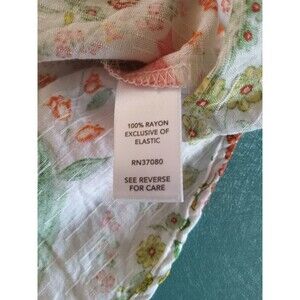 100% RAYON
EXCLUSIVE OF
ELASTIC
RN37080
SEE REVERSE
FOR CARE